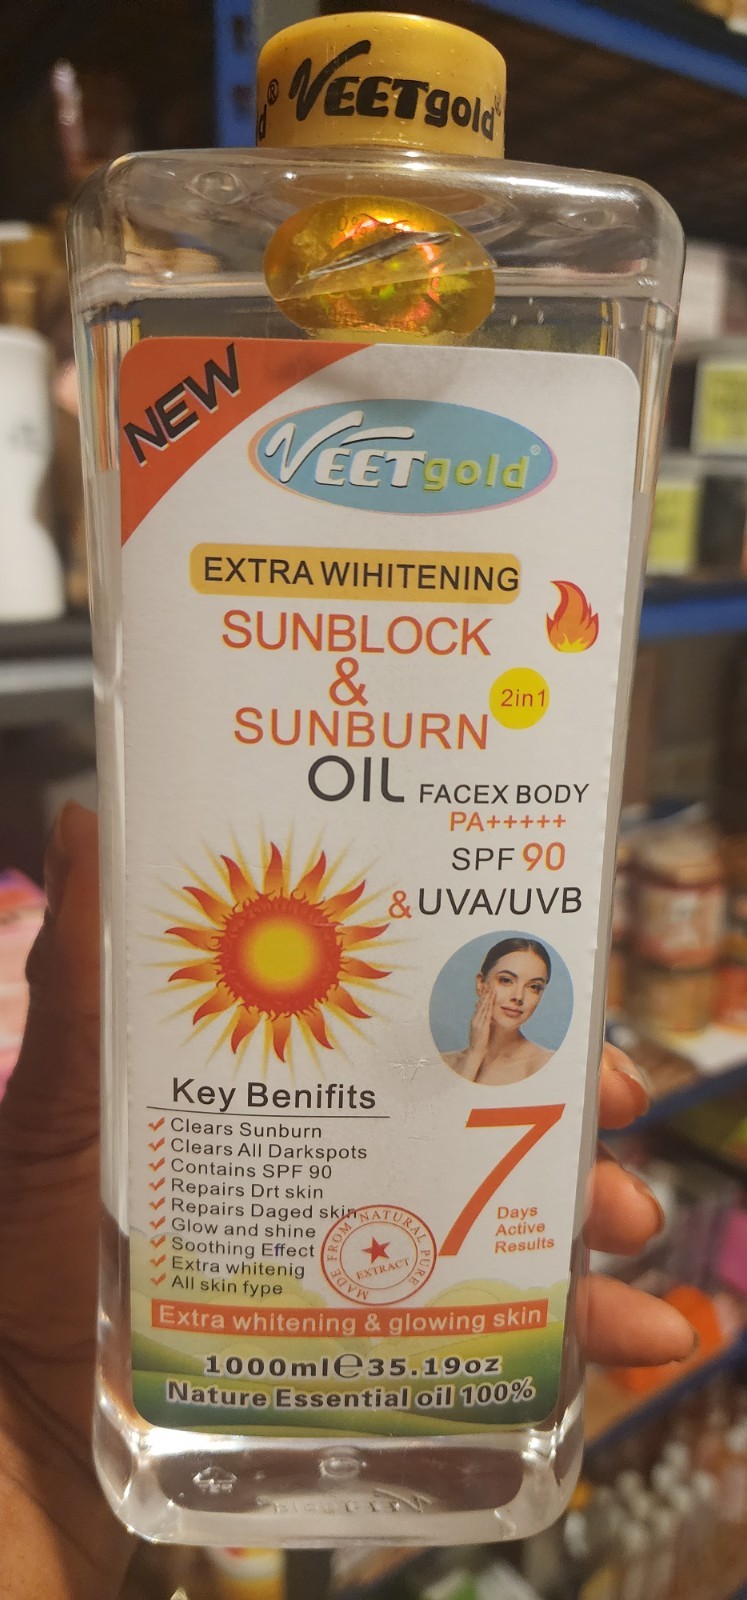 VEETgold
NEW
VEETgold®
EXTRA WIHITENING
SUNBLOCK
&
SUNBURN
2in1
OIL FACEX BODY
PA+++++
SPF 90
& UVA/UVB
Key Benifits
Clears Sunburn
Clears All Darkspots
Contains SPF 90
Repairs Drt skin
Repairs Daged skin
Glow and shine
Soothing Effect
Extra whitenig
All skin fype
MADE FROM NATURAL PURE
EXTRACT
7
Days
Active
Results
Extra whitening & glowing skin
1000ml℮35.19oz
Nature Essential oil 100%